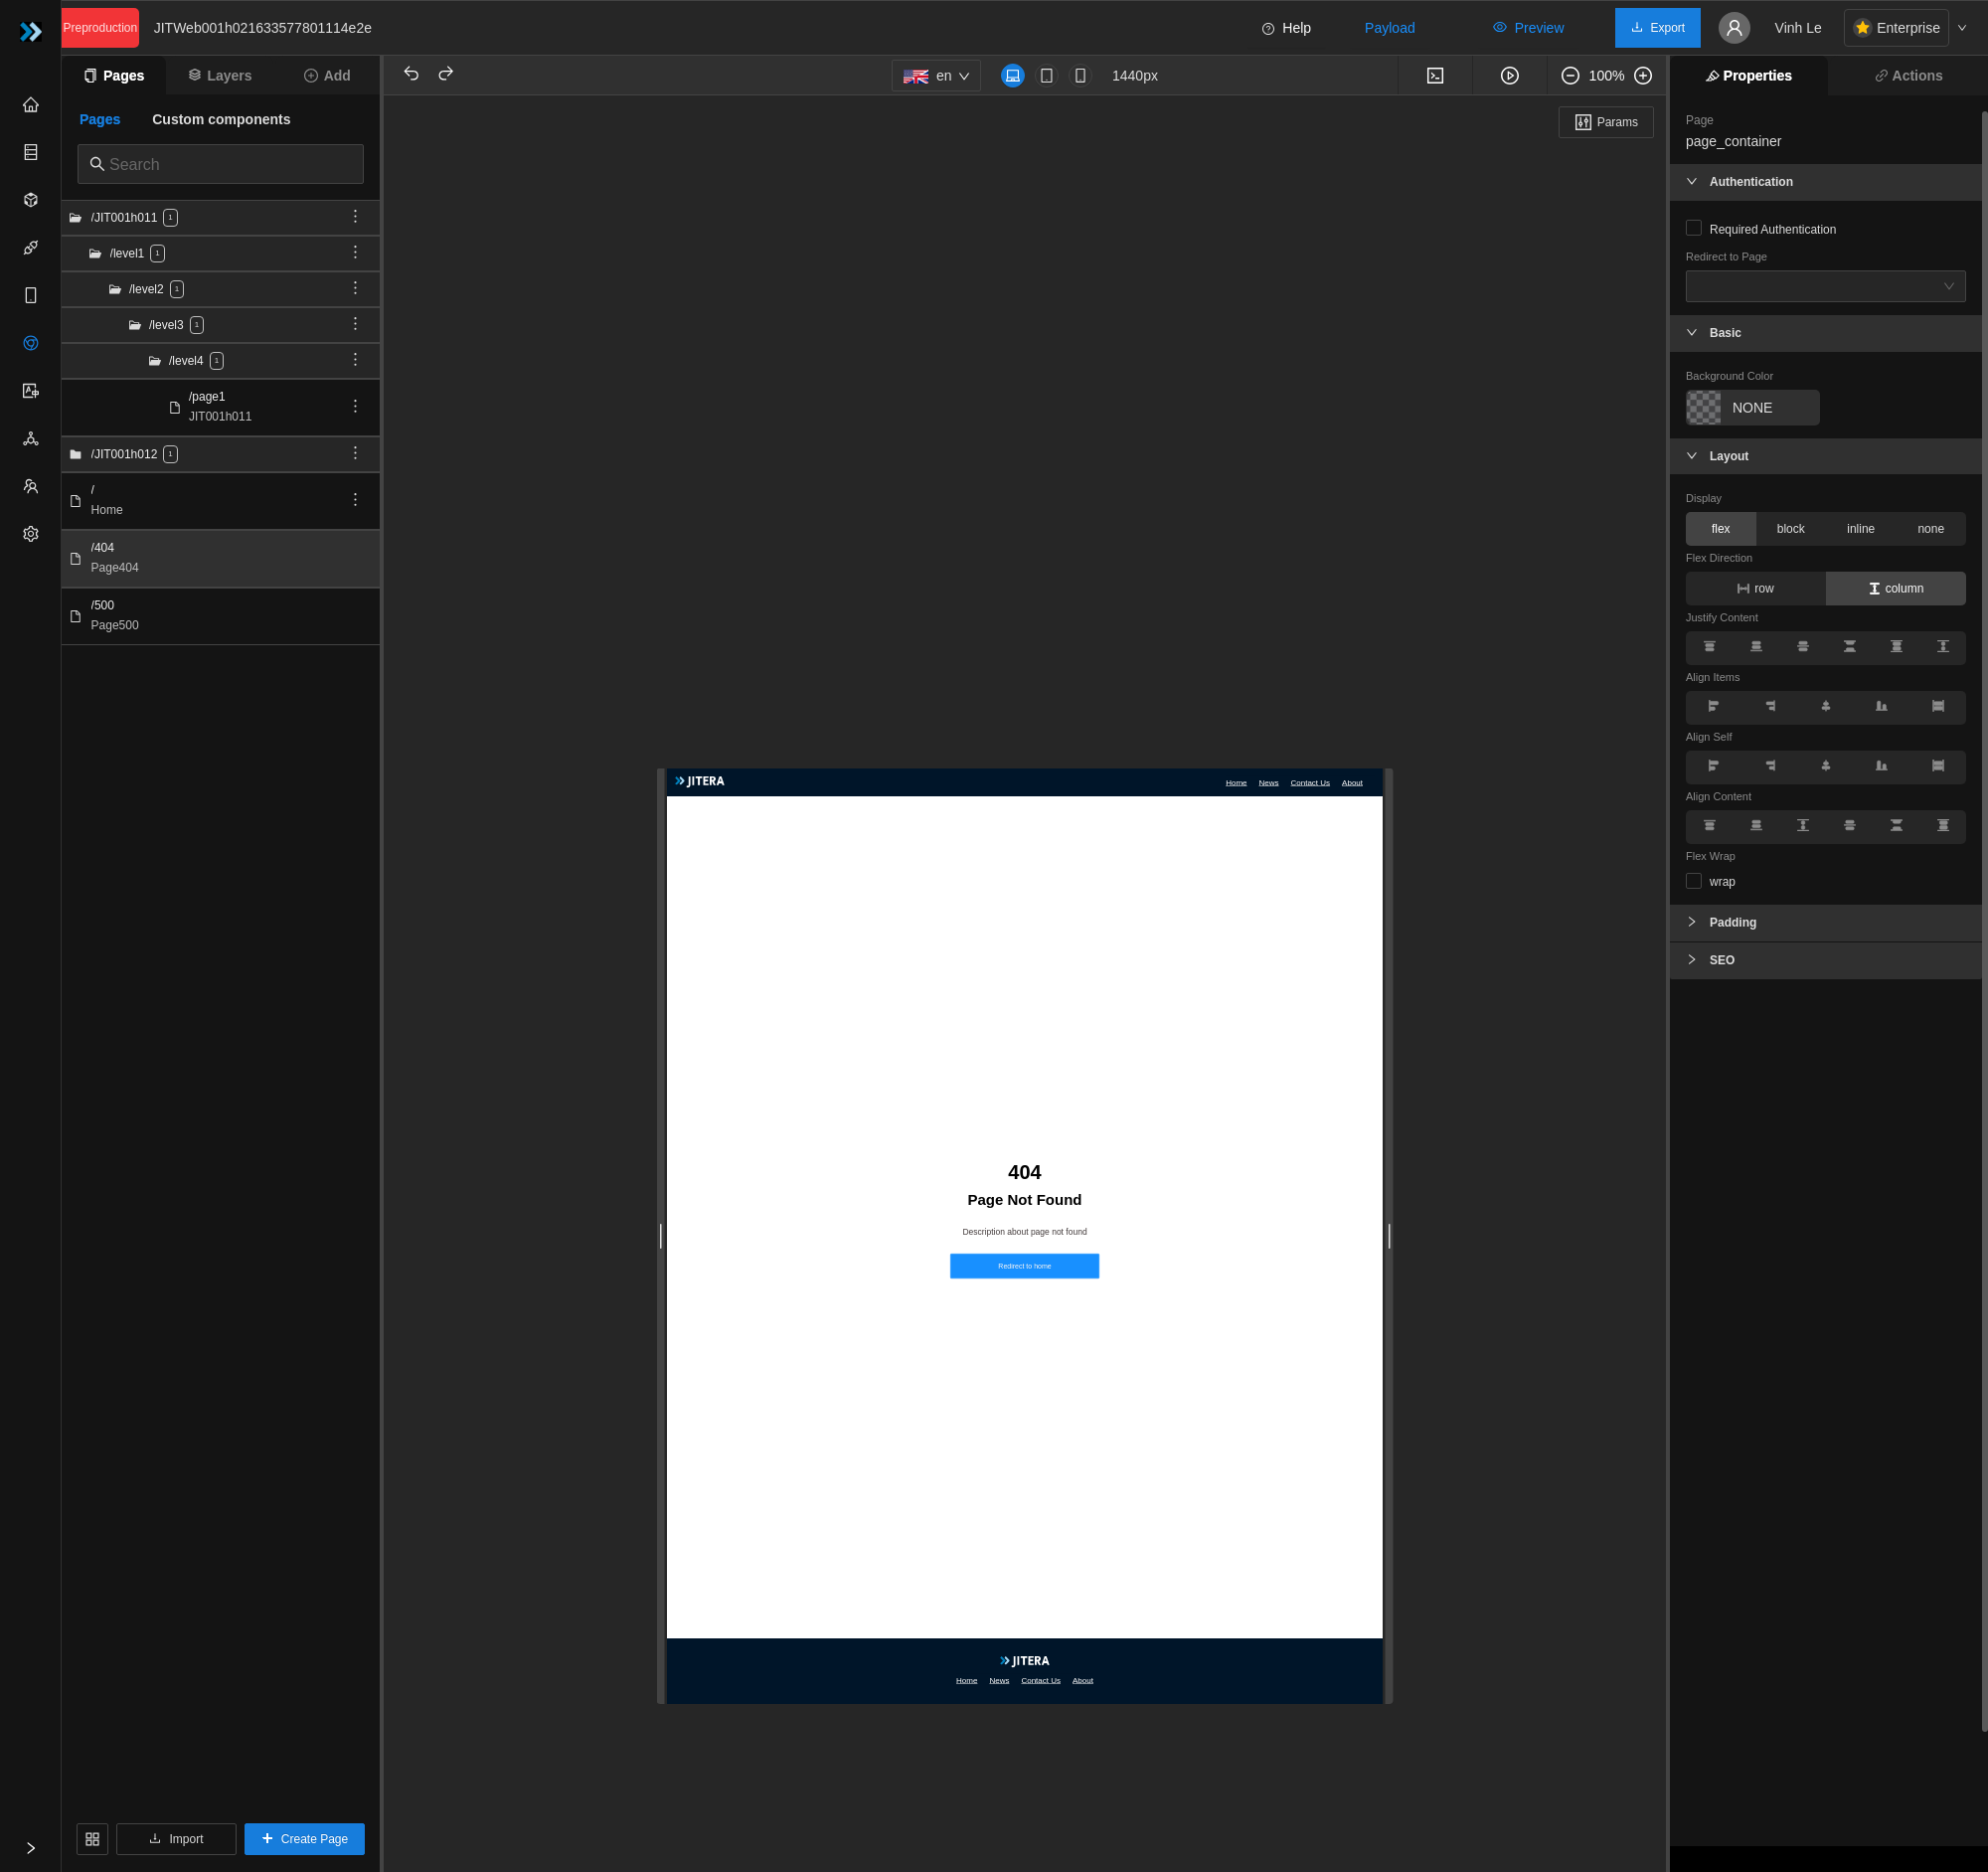 Preproduction JITWeb001h021633577801114e2e Help Payload Preview Export Vinh Le Enterprise
Pages Layers Add
en 1440px 100%
Properties Actions
Pages Custom components
Search
/JIT001h011 1
/level1 1
/level2 1
/level3 1
/level4 1
/page1
JIT001h011
/JIT001h012 1
/
Home
/404
Page404
/500
Page500
Import Create Page
Params
JITERA Home News Contact Us About
404
Page Not Found
Description about page not found
Redirect to home
JITERA
Home News Contact Us About
Page
page_container
Authentication
Required Authentication
Redirect to Page
Basic
Background Color
NONE
Layout
Display
flex block inline none
Flex Direction
row column
Justify Content
Align Items
Align Self
Align Content
Flex Wrap
wrap
Padding
SEO